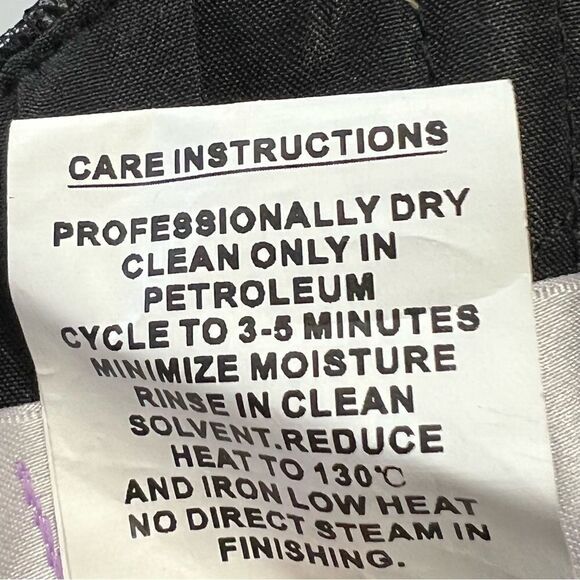 CARE INSTRUCTIONS
PROFESSIONALLY DRY
CLEAN ONLY IN
PETROLEUM
CYCLE TO 3-5 MINUTES
MINIMIZE MOISTURE
RINSE IN CLEAN
SOLVENT.REDUCE
HEAT TO 130℃
AND IRON LOW HEAT
NO DIRECT STEAM IN
FINISHING.